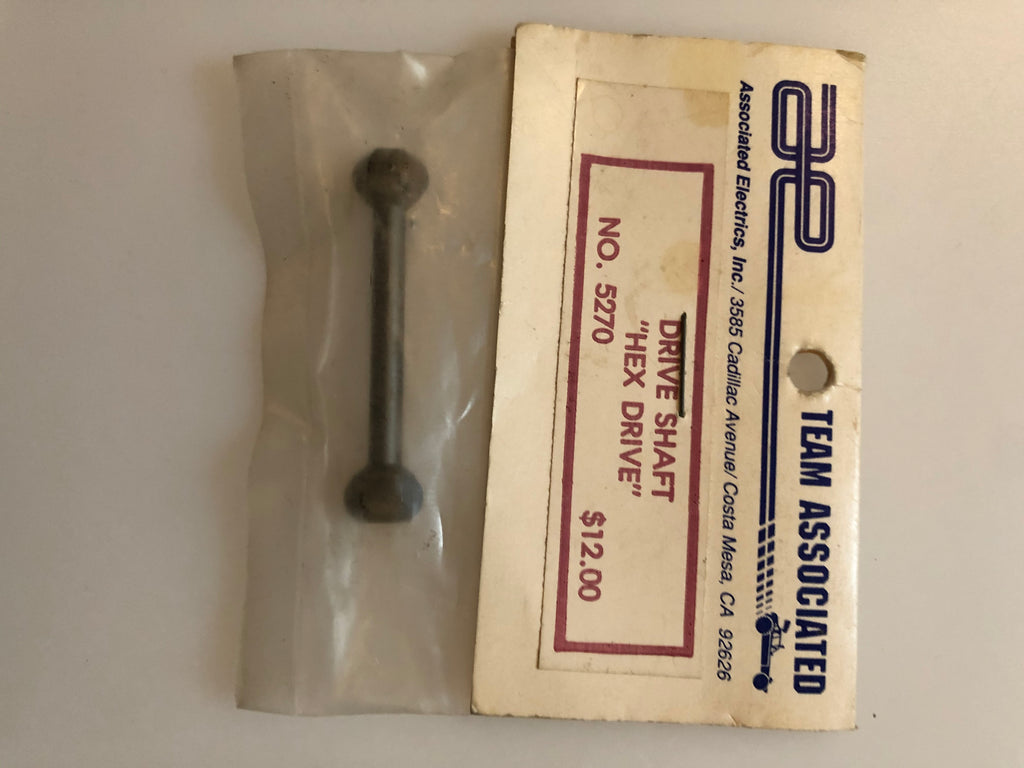 TEAM ASSOCIATED
Associated Electrics, Inc./ 3585 Cadillac Avenue/ Costa Mesa, CA 92626
DRIVE SHAFT
"HEX DRIVE"
NO. 5270 $12.00